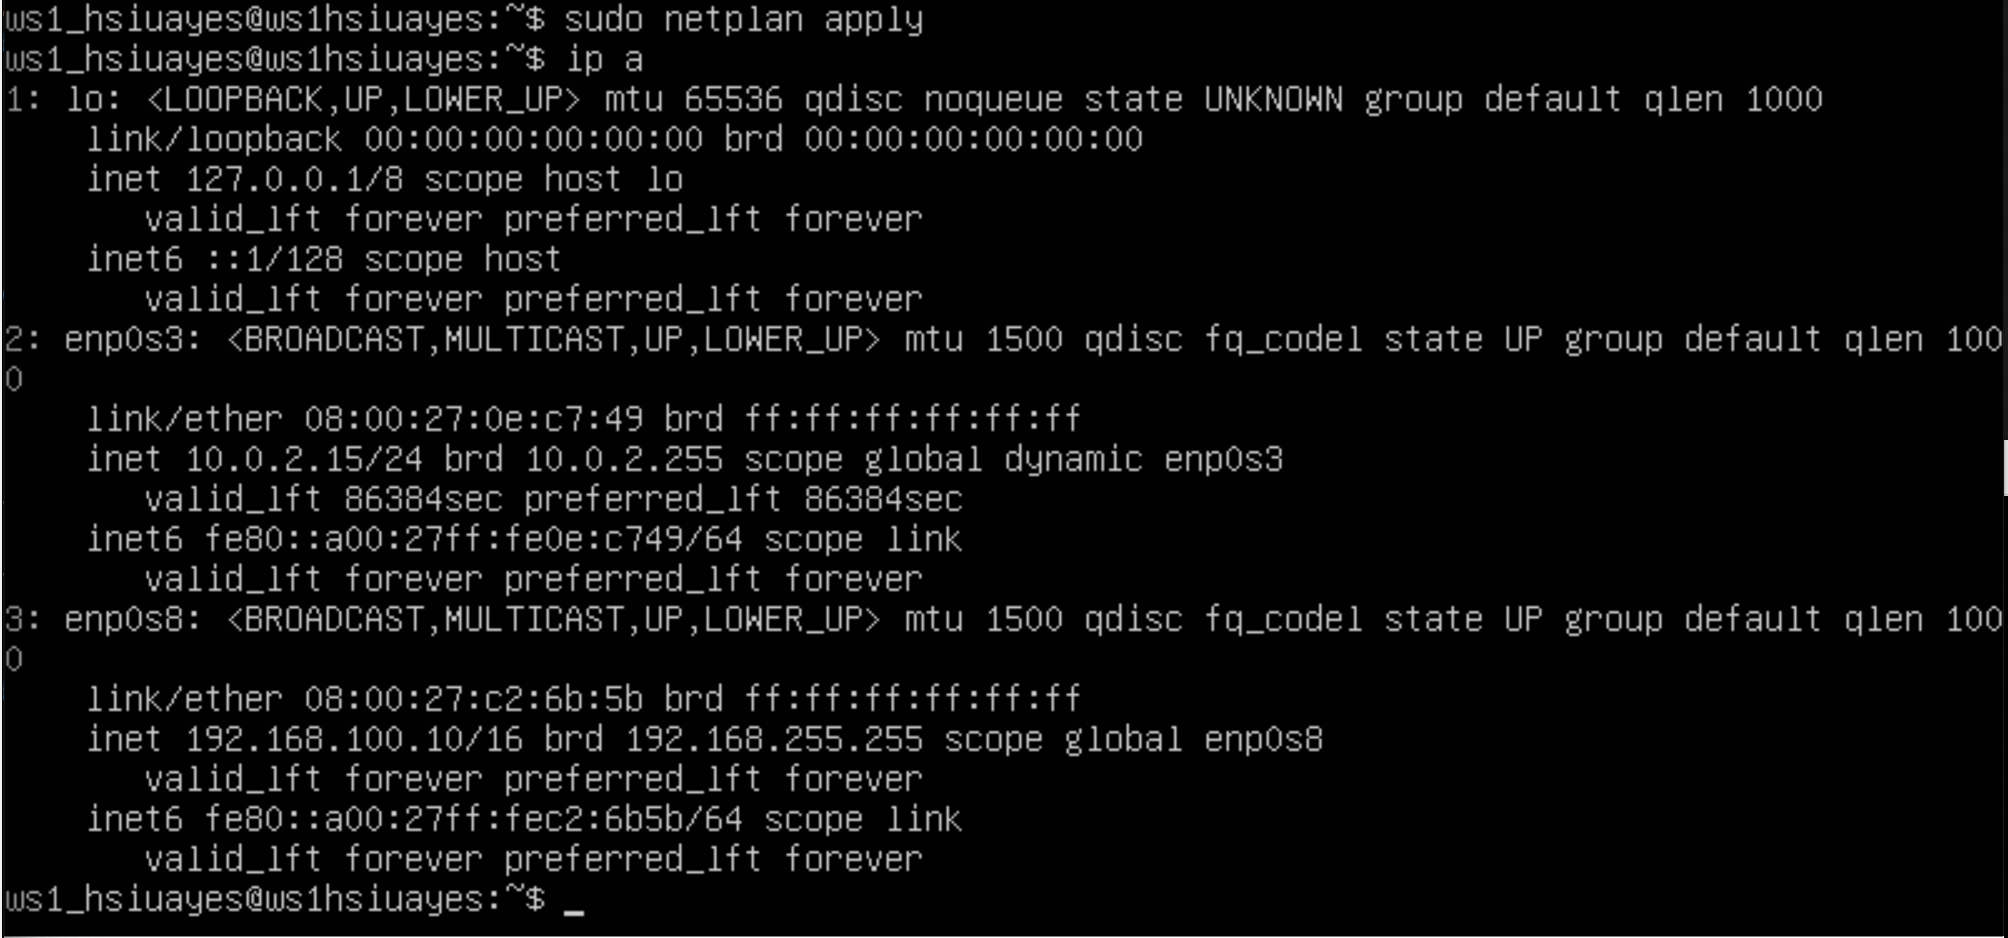 ws1_hsiuayes@ws1hsiuayes:~$ sudo netplan apply
ws1_hsiuayes@ws1hsiuayes:~$ ip a
1: lo: <LOOPBACK,UP,LOWER_UP> mtu 65536 qdisc noqueue state UNKNOWN group default qlen 1000
    link/loopback 00:00:00:00:00:00 brd 00:00:00:00:00:00
    inet 127.0.0.1/8 scope host lo
       valid_lft forever preferred_lft forever
    inet6 ::1/128 scope host
       valid_lft forever preferred_lft forever
2: enp0s3: <BROADCAST,MULTICAST,UP,LOWER_UP> mtu 1500 qdisc fq_codel state UP group default qlen 100
0
    link/ether 08:00:27:0e:c7:49 brd ff:ff:ff:ff:ff:ff
    inet 10.0.2.15/24 brd 10.0.2.255 scope global dynamic enp0s3
       valid_lft 86384sec preferred_lft 86384sec
    inet6 fe80::a00:27ff:fe0e:c749/64 scope link
       valid_lft forever preferred_lft forever
3: enp0s8: <BROADCAST,MULTICAST,UP,LOWER_UP> mtu 1500 qdisc fq_codel state UP group default qlen 100
0
    link/ether 08:00:27:c2:6b:5b brd ff:ff:ff:ff:ff:ff
    inet 192.168.100.10/16 brd 192.168.255.255 scope global enp0s8
       valid_lft forever preferred_lft forever
    inet6 fe80::a00:27ff:fec2:6b5b/64 scope link
       valid_lft forever preferred_lft forever
ws1_hsiuayes@ws1hsiuayes:~$ _